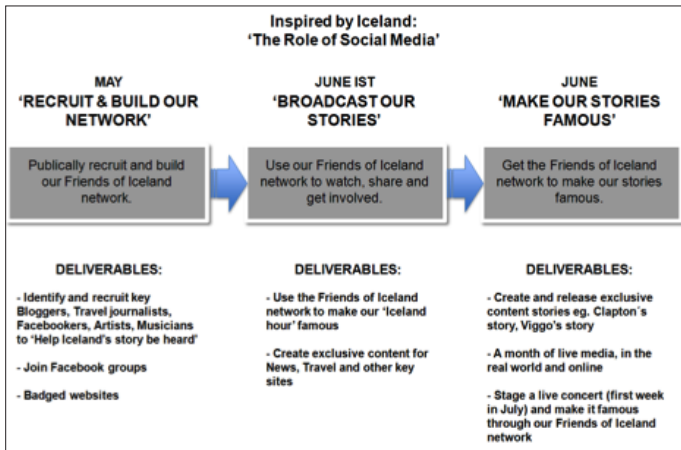 Inspired by Iceland:
'The Role of Social Media'
MAY
'RECRUIT & BUILD OUR
NETWORK'
Publically recruit and build
our Friends of Iceland
network.
DELIVERABLES:
- Identify and recruit key
Bloggers, Travel journalists,
Facebookers, Artists, Musicians
to 'Help Iceland's story be heard'
- Join Facebook groups
- Badged websites
JUNE IST
'BROADCAST OUR
STORIES'
Use our Friends of Iceland
network to watch, share and
get involved.
DELIVERABLES:
- Use the Friends of Iceland
network to make our 'Iceland
hour' famous
- Create exclusive content for
News, Travel and other key
sites
JUNE
'MAKE OUR STORIES
FAMOUS'
Get the Friends of Iceland
network to make our stories
famous.
DELIVERABLES:
- Create and release exclusive
content stories eg. Clapton´s
story, Viggo's story
- A month of live media, in the
real world and online
- Stage a live concert (first week
in July) and make it famous
through our Friends of Iceland
network